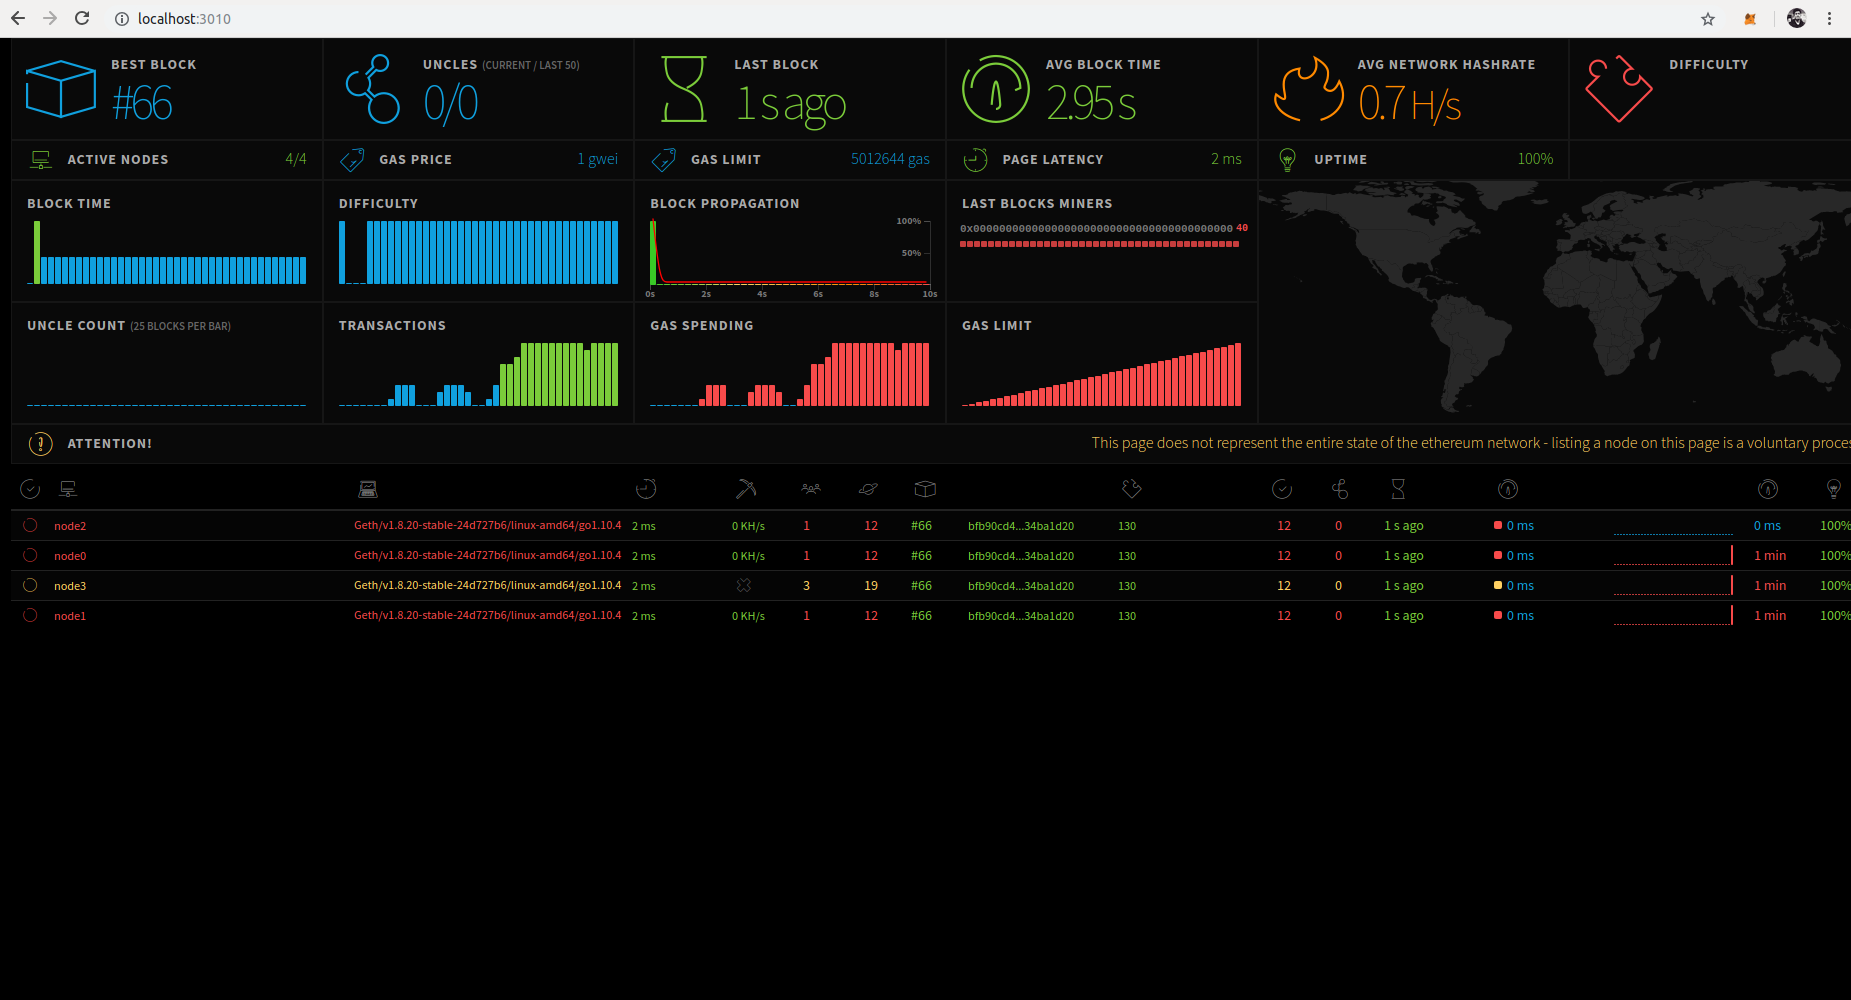 localhost:3010
BEST BLOCK
#66
UNCLES (CURRENT / LAST 50)
0/0
LAST BLOCK
1 s ago
AVG BLOCK TIME
2.95 s
AVG NETWORK HASHRATE
0.7 H/s
DIFFICULTY
ACTIVE NODES 4/4
GAS PRICE 1 gwei
GAS LIMIT 5012644 gas
PAGE LATENCY 2 ms
UPTIME 100%
BLOCK TIME
DIFFICULTY
BLOCK PROPAGATION
100%
50%
0s 2s 4s 6s 8s 10s
LAST BLOCKS MINERS
0x0000000000000000000000000000000000000000 40
UNCLE COUNT (25 BLOCKS PER BAR)
TRANSACTIONS
GAS SPENDING
GAS LIMIT
ATTENTION!
This page does not represent the entire state of the ethereum network - listing a node on this page is a voluntary proces
node2 Geth/v1.8.20-stable-24d727b6/linux-amd64/go1.10.4 2 ms 0 KH/s 1 12 #66 bfb90cd4...34ba1d20 130 12 0 1 s ago 0 ms 0 ms 100%
node0 Geth/v1.8.20-stable-24d727b6/linux-amd64/go1.10.4 2 ms 0 KH/s 1 12 #66 bfb90cd4...34ba1d20 130 12 0 1 s ago 0 ms 1 min 100%
node3 Geth/v1.8.20-stable-24d727b6/linux-amd64/go1.10.4 2 ms 3 19 #66 bfb90cd4...34ba1d20 130 12 0 1 s ago 0 ms 1 min 100%
node1 Geth/v1.8.20-stable-24d727b6/linux-amd64/go1.10.4 2 ms 0 KH/s 1 12 #66 bfb90cd4...34ba1d20 130 12 0 1 s ago 0 ms 1 min 100%